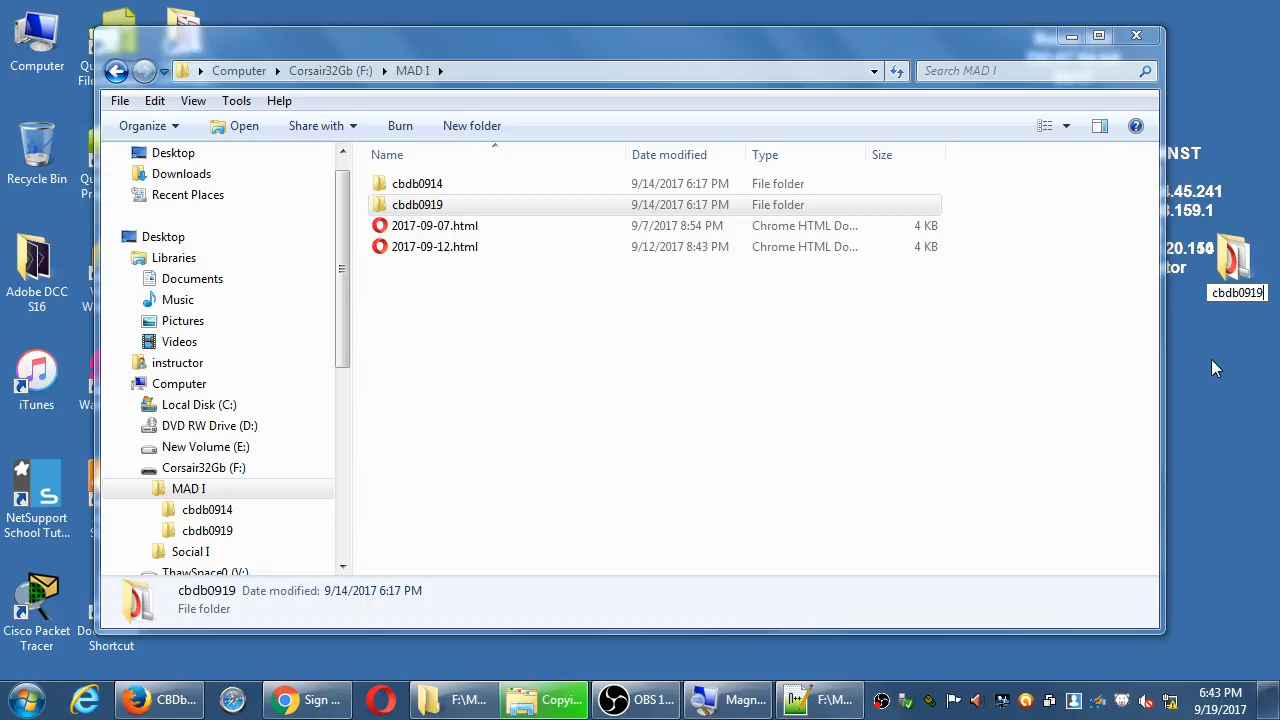 Computer
Recycle Bin
Adobe DCC
S16
iTunes
NetSupport
School Tut...
Cisco Packet
Tracer
Shortcut
Computer
Corsair32Gb (F:)
MAD I
Search MAD I
File
Edit
View
Tools
Help
Organize
Open
Share with
Burn
New folder
Desktop
Downloads
Recent Places
Desktop
Libraries
Documents
Music
Pictures
Videos
instructor
Computer
Local Disk (C:)
DVD RW Drive (D:)
New Volume (E:)
Corsair32Gb (F:)
MAD I
cbdb0914
cbdb0919
Social I
ThawSpace0 (V:)
Name
Date modified
Type
Size
cbdb0914
9/14/2017 6:17 PM
File folder
cbdb0919
9/14/2017 6:17 PM
File folder
2017-09-07.html
9/7/2017 8:54 PM
Chrome HTML Do...
4 KB
2017-09-12.html
9/12/2017 8:43 PM
Chrome HTML Do...
4 KB
cbdb0919
Date modified:
9/14/2017 6:17 PM
File folder
NST
4.45.241
.159.1
tor
cbdb0919
CBDb...
Sign ...
F:\M...
Copyi...
OBS 1...
Magn...
F:\M...
6:43 PM
9/19/2017